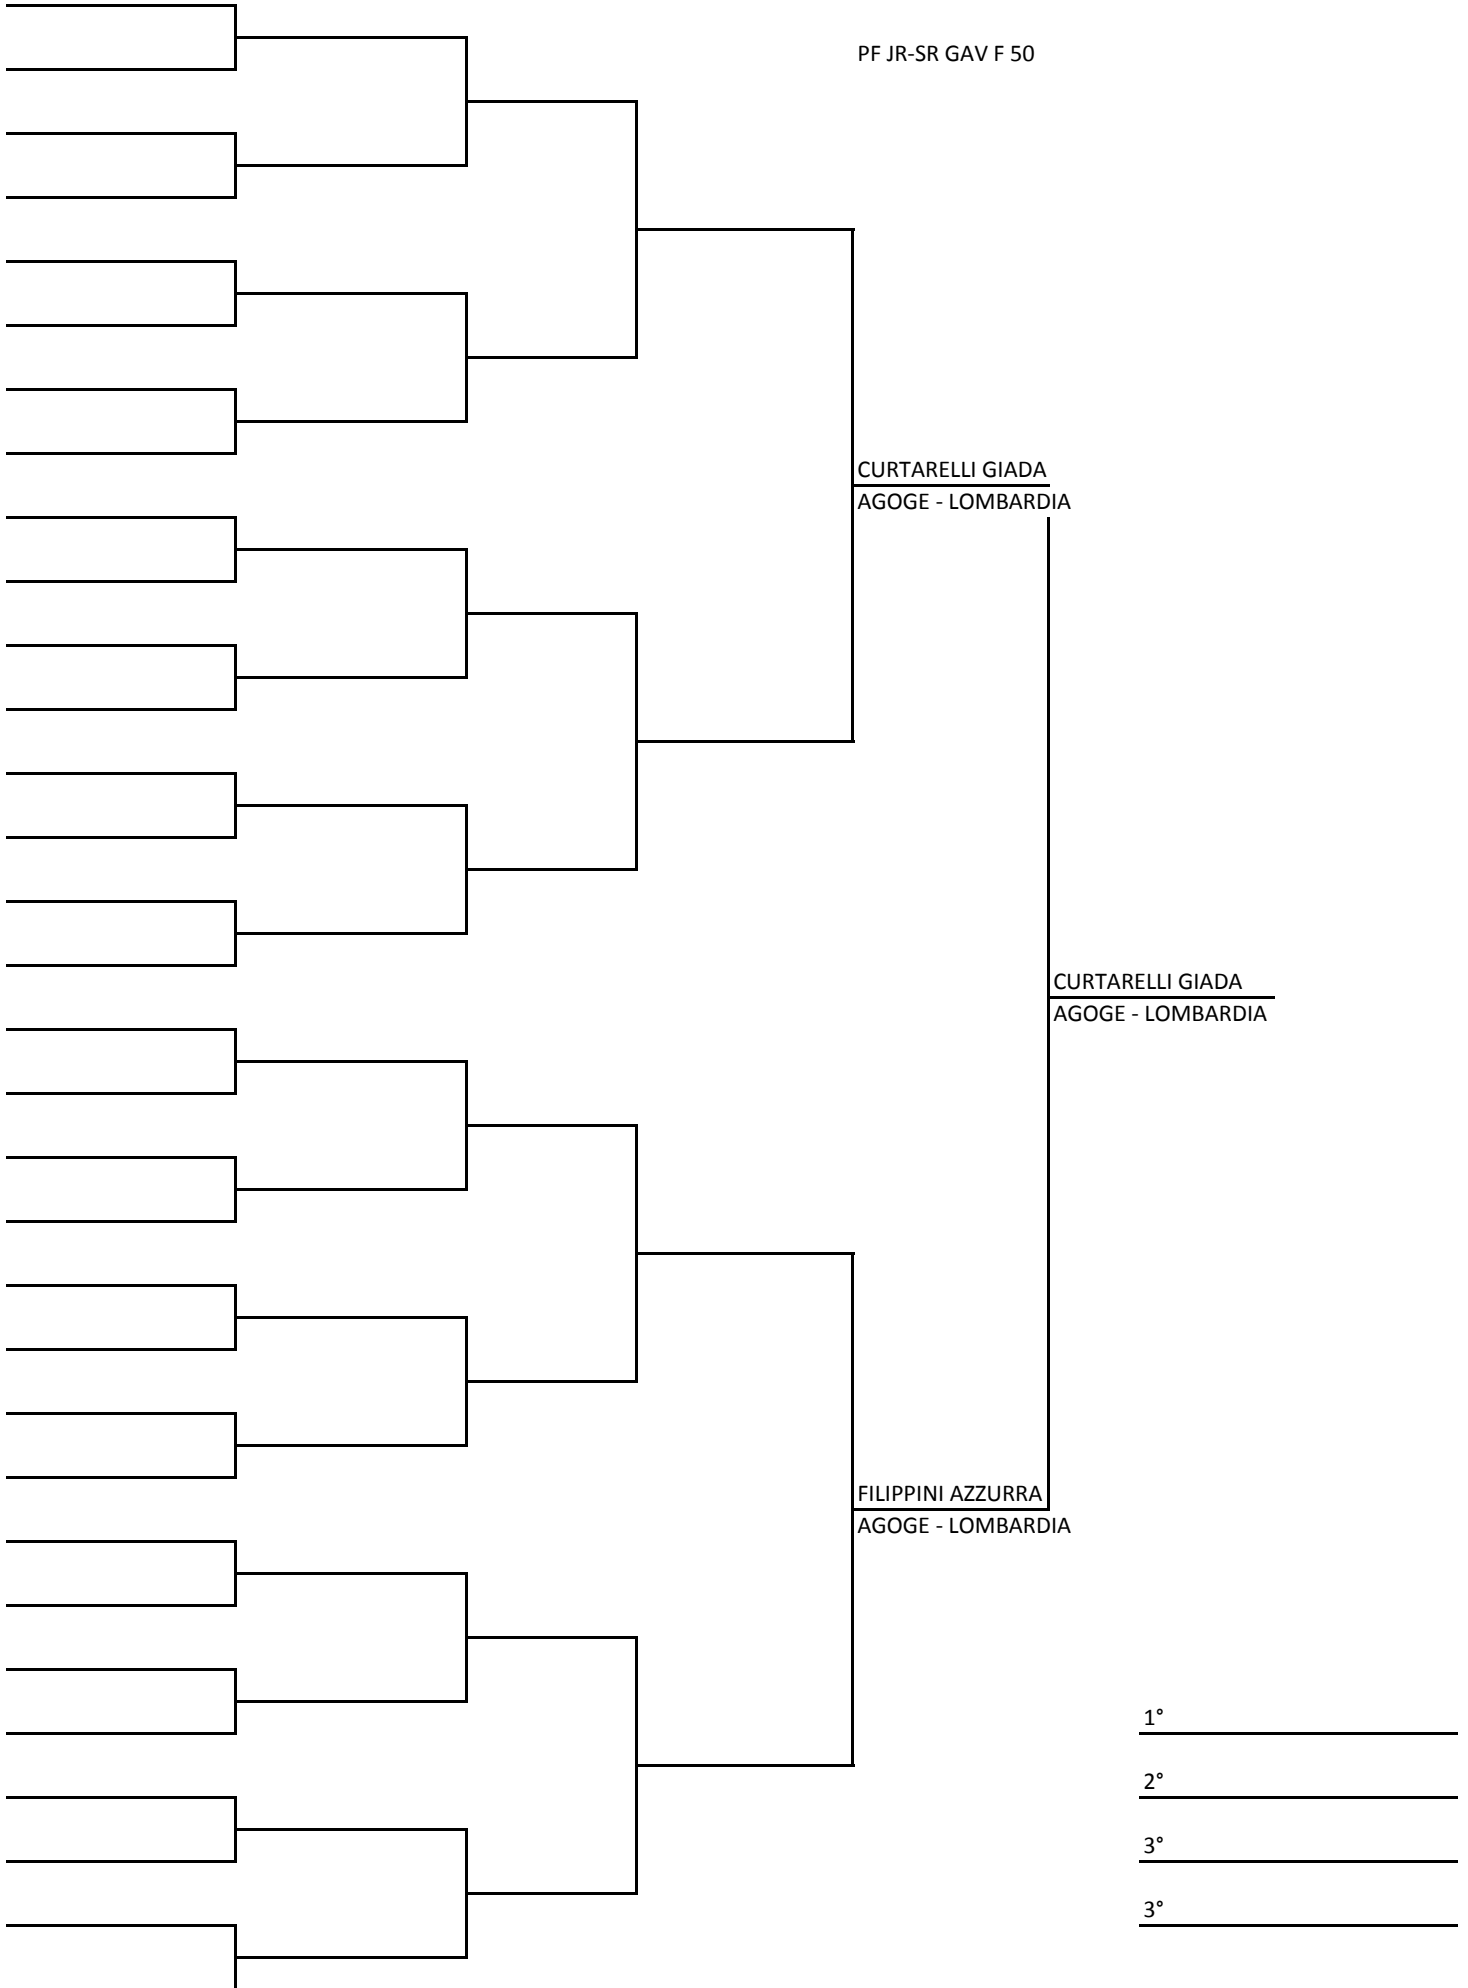 PF JR-SR GAV F 50
CURTARELLI GIADA
AGOGE - LOMBARDIA
CURTARELLI GIADA
AGOGE - LOMBARDIA
FILIPPINI AZZURRA
AGOGE - LOMBARDIA
1°
2°
3°
3°